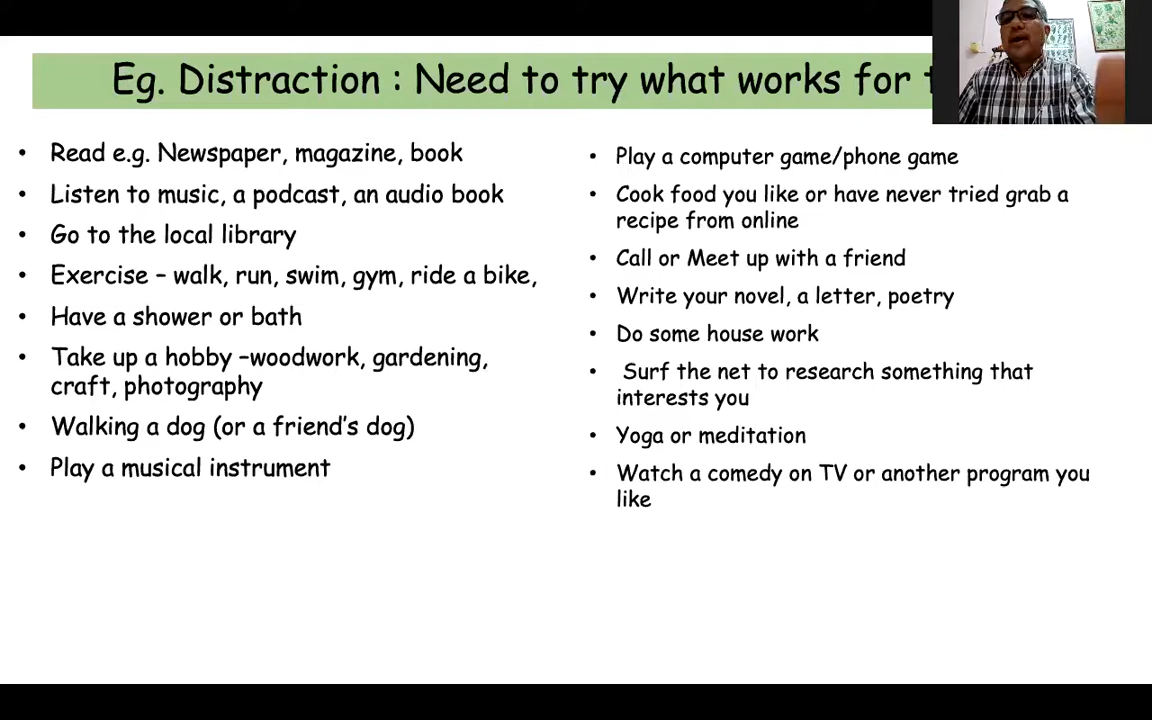 Eg. Distraction : Need to try what works for
• Read e.g. Newspaper, magazine, book
• Listen to music, a podcast, an audio book
• Go to the local library
• Exercise – walk, run, swim, gym, ride a bike,
• Have a shower or bath
• Take up a hobby –woodwork, gardening,
craft, photography
• Walking a dog (or a friend's dog)
• Play a musical instrument
• Play a computer game/phone game
• Cook food you like or have never tried grab a
recipe from online
• Call or Meet up with a friend
• Write your novel, a letter, poetry
• Do some house work
• Surf the net to research something that
interests you
• Yoga or meditation
• Watch a comedy on TV or another program you
like